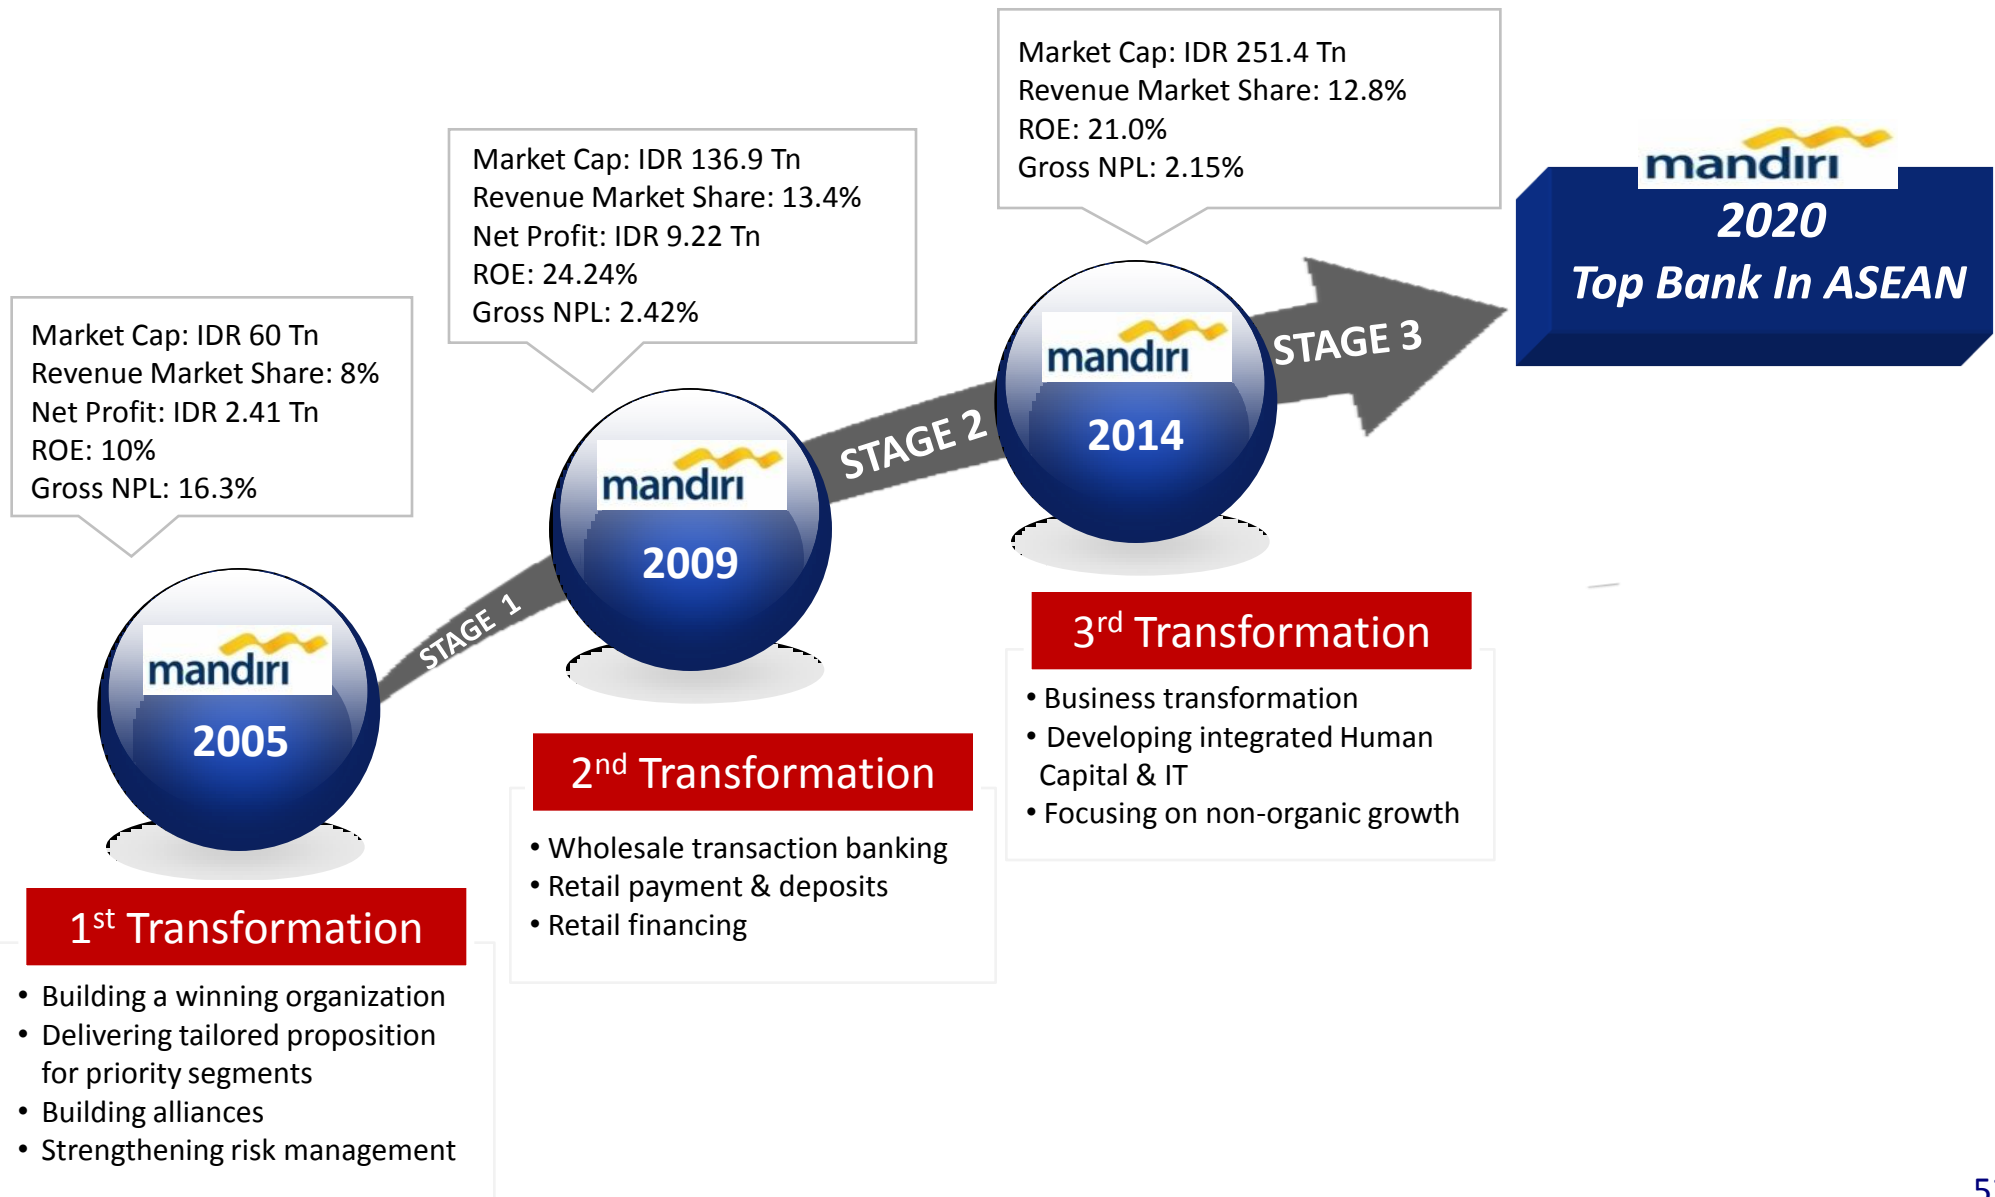 Market Cap: IDR 60 Tn
Revenue Market Share: 8%
Net Profit: IDR 2.41 Tn
ROE: 10%
Gross NPL: 16.3%
mandırı
2005
1st Transformation
• Building a winning organization
• Delivering tailored proposition
for priority segments
• Building alliances
• Strengthening risk management
STAGE 1
Market Cap: IDR 136.9 Tn
Revenue Market Share: 13.4%
Net Profit: IDR 9.22 Tn
ROE: 24.24%
Gross NPL: 2.42%
mandırı
2009
2nd Transformation
• Wholesale transaction banking
• Retail payment & deposits
• Retail financing
STAGE 2
Market Cap: IDR 251.4 Tn
Revenue Market Share: 12.8%
ROE: 21.0%
Gross NPL: 2.15%
mandırı
2014
3rd Transformation
• Business transformation
• Developing integrated Human
Capital & IT
• Focusing on non-organic growth
STAGE 3
mandırı
2020
Top Bank In ASEAN